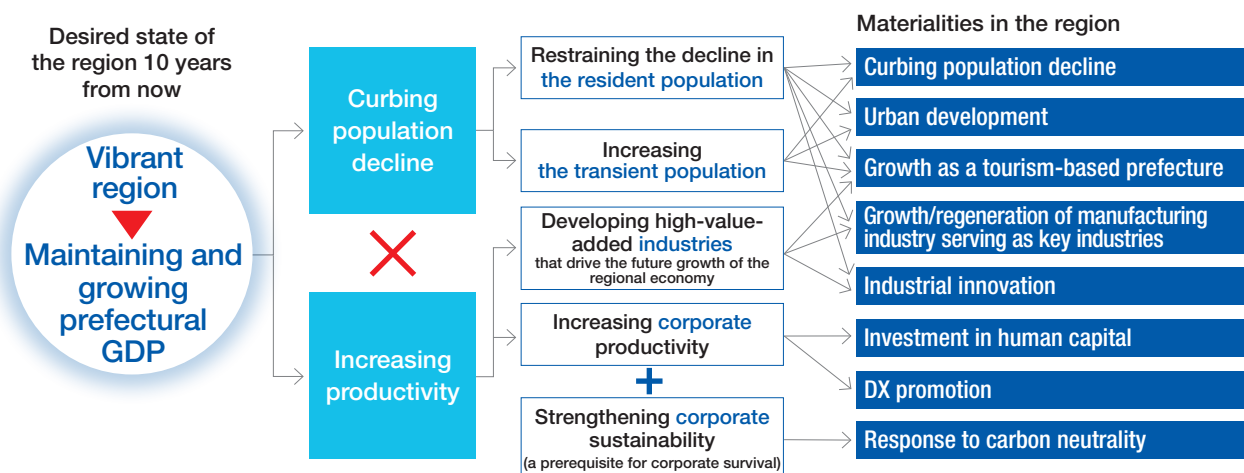 Desired state of
the region 10 years
from now
Vibrant
region
Maintaining and
growing
prefectural
GDP
Curbing
population
decline
Increasing
productivity
Restraining the decline in
the resident population
Increasing
the transient population
Developing high-value-
added industries
that drive the future growth of the
regional economy
Increasing corporate
productivity
+
Strengthening corporate
sustainability
(a prerequisite for corporate survival)
Materialities in the region
Curbing population decline
Urban development
Growth as a tourism-based prefecture
Growth/regeneration of manufacturing
industry serving as key industries
Industrial innovation
Investment in human capital
DX promotion
Response to carbon neutrality